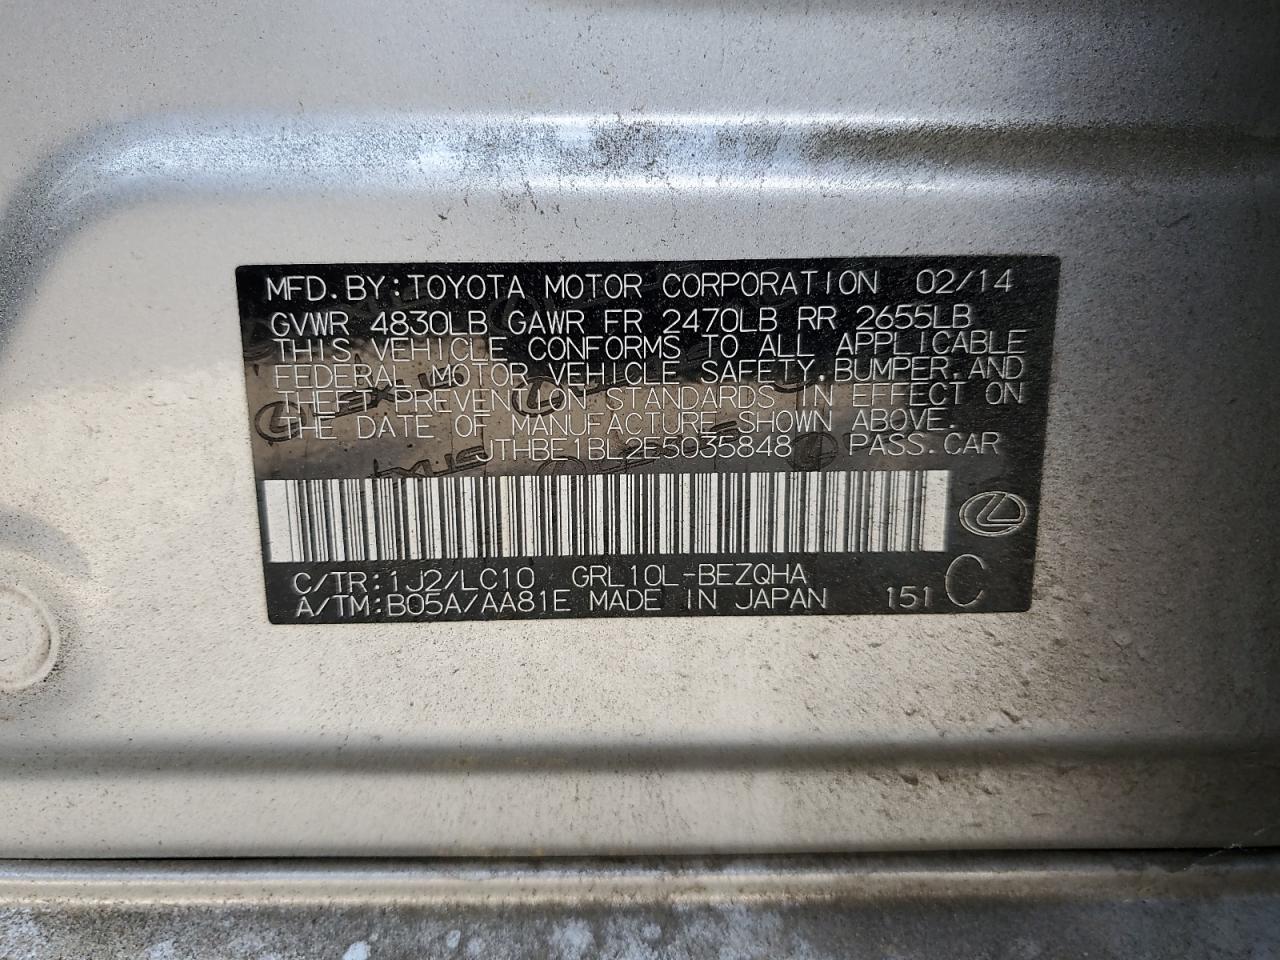 MFD.BY:TOYOTA MOTOR CORPORATION 02/14
GVWR 4830LB GAWR FR 2470LB RR 2655LB
THIS VEHICLE CONFORMS TO ALL APPLICABLE
FEDERAL MOTOR VEHICLE SAFETY,BUMPER,AND
THEFT PREVENTION STANDARDS IN EFFECT ON
THE DATE OF MANUFACTURE SHOWN ABOVE.
JTHBE1BL2E5035848 PASS.CAR
C/TR:1J2/LC10 GRL10L-BEZQHA
A/TM:B05A/AA81E MADE IN JAPAN 151 C